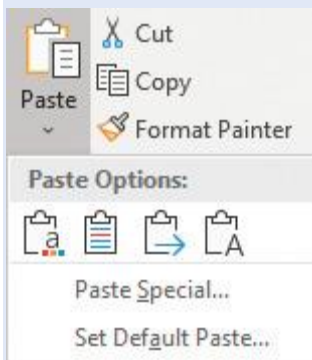 Cut
Copy
Paste
Format Painter
Paste Options:
a
A
Paste Special...
Set Default Paste...